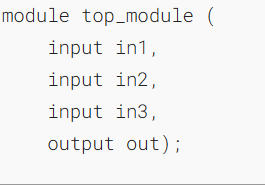 module top_module (
    input in1,
    input in2,
    input in3,
    output out);